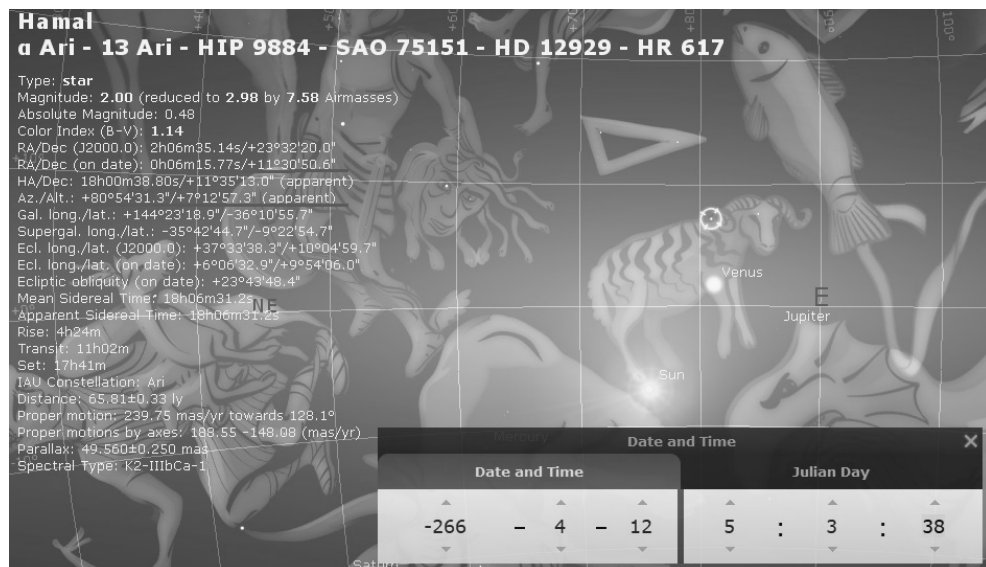 Hamal
α Ari - 13 Ari - HIP 9884 - SAO 75151 - HD 12929 - HR 617
Type: star
Magnitude: 2.00 (reduced to 2.98 by 7.58 Airmasses)
Absolute Magnitude: 0.48
Color Index (B-V): 1.14
RA/Dec (J2000.0): 2h06m35.14s/+23°32'20.0"
RA/Dec (on date): 0h06m15.77s/+11°30'50.6"
HA/Dec: 18h00m38.80s/+11°35'13.0" (apparent)
Az./Alt.: +80°54'31.3"/+7°12'57.3" (apparent)
Gal. long./lat.: +144°23'18.9"/-36°10'55.7"
Supergal. long./lat.: -35°42'44.7"/-9°22'54.7"
Ecl. long./lat. (J2000.0): +37°33'38.3"/+10°04'59.7"
Ecl. long./lat. (on date): +6°06'32.9"/+9°54'06.0"
Ecliptic obliquity (on date): +23°43'48.4"
Mean Sidereal Time: 18h06m31.2s
Apparent Sidereal Time: 18h06m31.2s
Rise: 4h24m
Transit: 11h02m
Set: 17h41m
IAU Constellation: Ari
Distance: 65.81±0.33 ly
Proper motion: 239.75 mas/yr towards 128.1°
Proper motions by axes: 188.55 -148.08 (mas/yr)
Parallax: 49.560±0.250 mas
Spectral Type: K2-IIIbCa-1
+40°
+50°
+60°
+70°
+80°
+90°
+100°
NE
Venus
E
Jupiter
Sun
Mercury
Date and Time
Date and Time
Julian Day
-266 - 4 - 12 5 : 3 : 38
Saturn